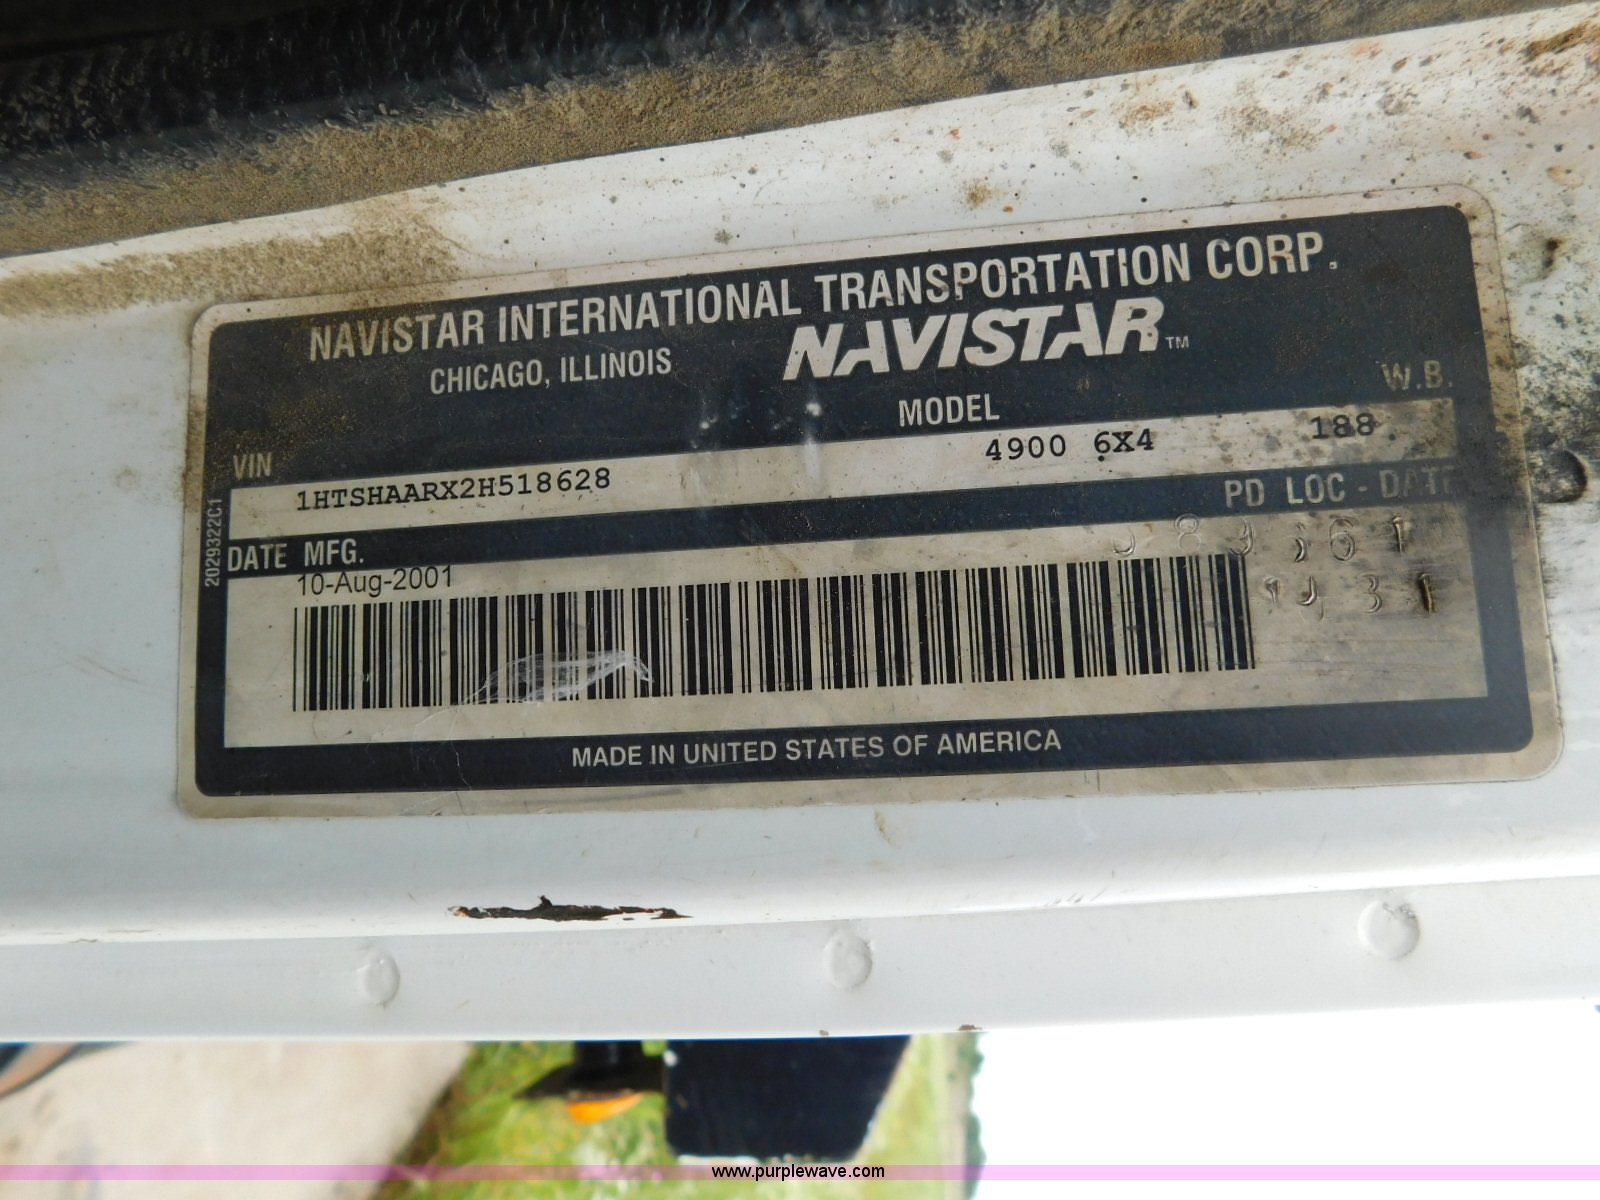 NAVISTAR INTERNATIONAL TRANSPORTATION CORP.
CHICAGO, ILLINOIS
NAVISTAR™
VIN
MODEL
W.B.
1HTSHAARX2H518628
4900 6X4
188
2029322C1
DATE MFG.
PD LOC - DATE
10-Aug-2001
MADE IN UNITED STATES OF AMERICA
www.purplewave.com